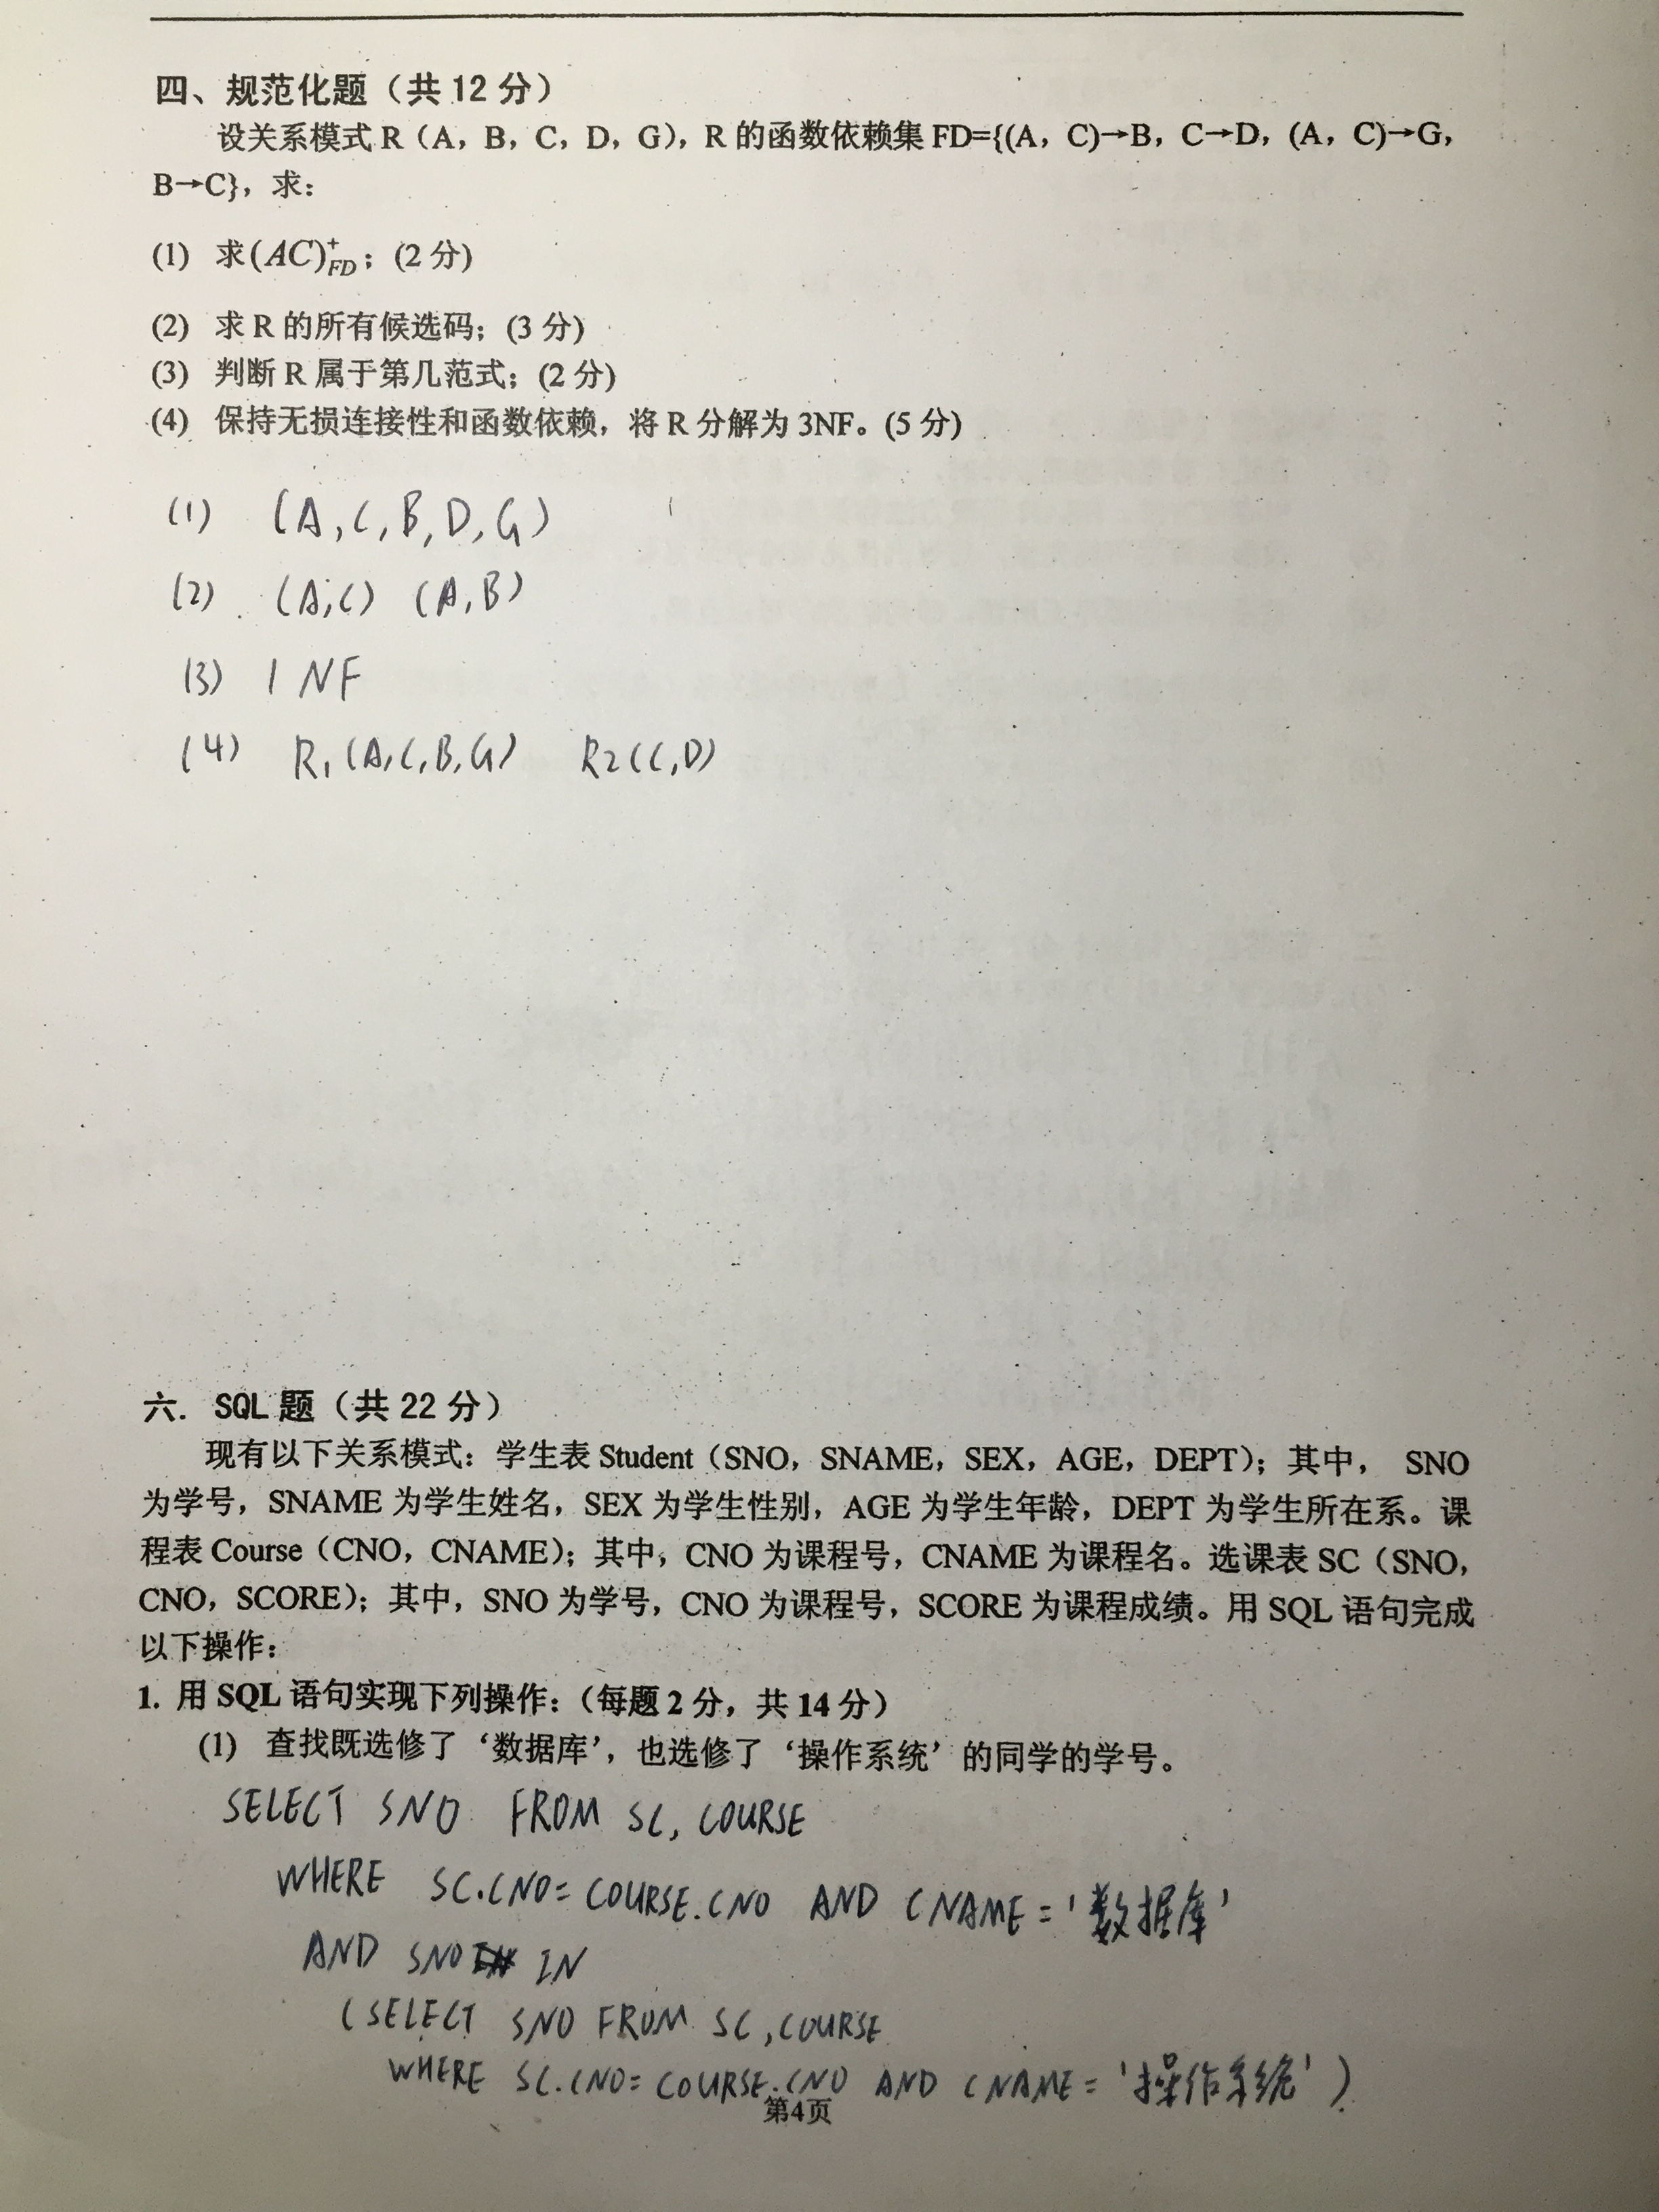 四、规范化题（共 12 分）
设关系模式 R（A，B，C，D，G），R 的函数依赖集 FD={(A，C)→B，C→D，(A，C)→G，
B→C}，求：
(1) 求(AC)⁺FD；(2 分)
(2) 求 R 的所有候选码；(3 分)
(3) 判断 R 属于第几范式；(2 分)
(4) 保持无损连接性和函数依赖，将 R 分解为 3NF。(5 分)
(1) (A,C,B,D,G)
(2) (A,C) (A,B)
(3) 1 NF
(4) R1(A,C,B,G) R2(C,D)
六. SQL 题（共 22 分）
现有以下关系模式：学生表 Student（SNO，SNAME，SEX，AGE，DEPT）；其中， SNO
为学号，SNAME 为学生姓名，SEX 为学生性别，AGE 为学生年龄，DEPT 为学生所在系。课
程表 Course（CNO，CNAME）；其中，CNO 为课程号，CNAME 为课程名。选课表 SC（SNO，
CNO，SCORE）；其中，SNO 为学号，CNO 为课程号，SCORE 为课程成绩。用 SQL 语句完成
以下操作：
1. 用 SQL 语句实现下列操作：（每题 2 分，共 14 分）
(1) 查找既选修了‘数据库’，也选修了‘操作系统’的同学的学号。
SELECT SNO FROM SC, COURSE
WHERE SC.CNO=COURSE.CNO AND CNAME='数据库'
AND SNO IN
(SELECT SNO FROM SC,COURSE
WHERE SC.CNO=COURSE.CNO AND CNAME='操作系统')
第4页